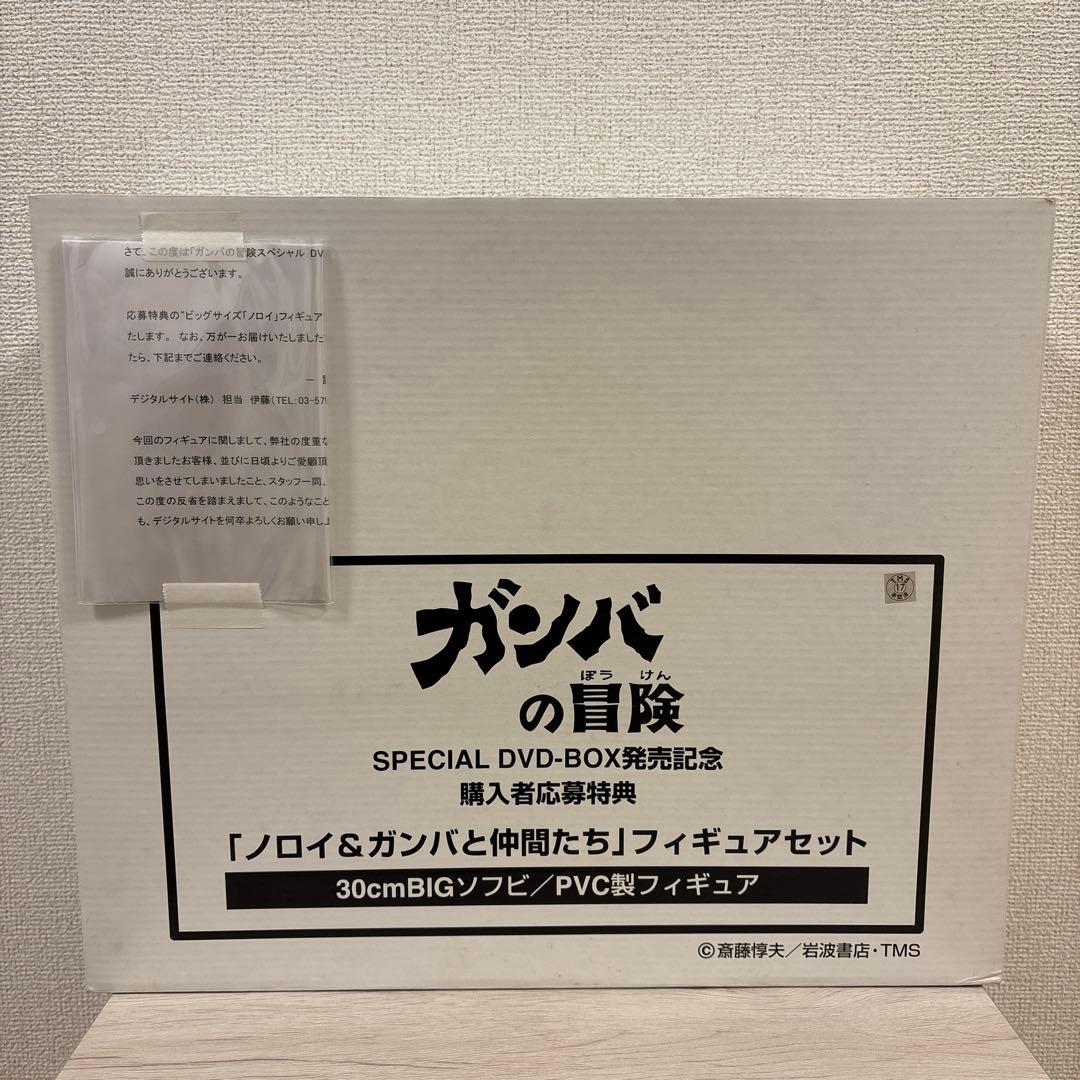 さて、この度は「ガンバの冒険スペシャル DV
誠にありがとうございます。
応募特典の"ビッグサイズ「ノロイ」フィギュア
たします。 なお、万が一お届けいたしました
たら、下記までご連絡ください。
ー
デジタルサイト(株) 担当 伊藤(TEL:03-57
今回のフィギュアに関しまして、弊社の度重な
頂きましたお客様、並びに日頃よりご愛顧頂
思いをさせてしまいましたこと、スタッフ一同、
この度の反省を踏まえまして、このようなこと
も、デジタルサイトを何卒よろしくお願い申し上
TMS
17
ガンバ
ぼうけん
の冒険
SPECIAL DVD-BOX発売記念
購入者応募特典
「ノロイ&ガンバと仲間たち」フィギュアセット
30cmBIGソフビ/PVC製フィギュア
©斎藤惇夫/岩波書店・TMS